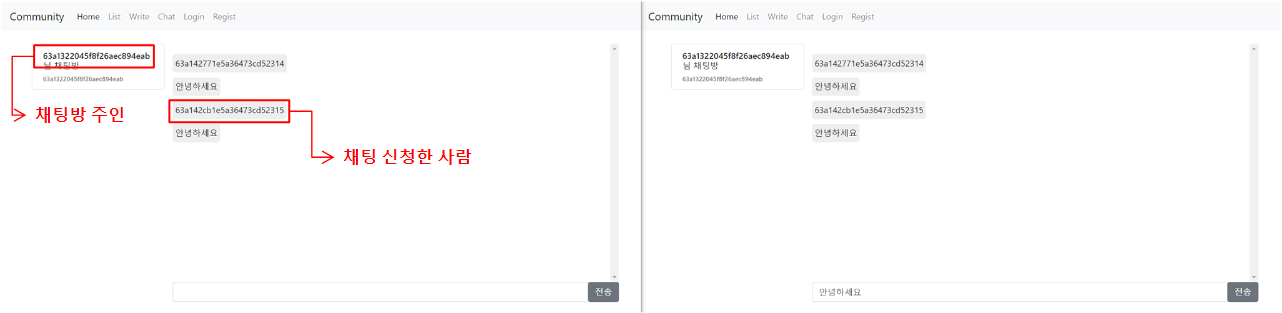 Community Home List Write Chat Login Regist
63a1322045f8f26aec894eab
님 채팅방
63a1322045f8f26aec894eab
채팅방 주인
63a142771e5a36473cd52314
안녕하세요
63a142cb1e5a36473cd52315
안녕하세요
채팅 신청한 사람
전송
Community Home List Write Chat Login Regist
63a1322045f8f26aec894eab
님 채팅방
63a1322045f8f26aec894eab
63a142771e5a36473cd52314
안녕하세요
63a142cb1e5a36473cd52315
안녕하세요
안녕하세요 전송